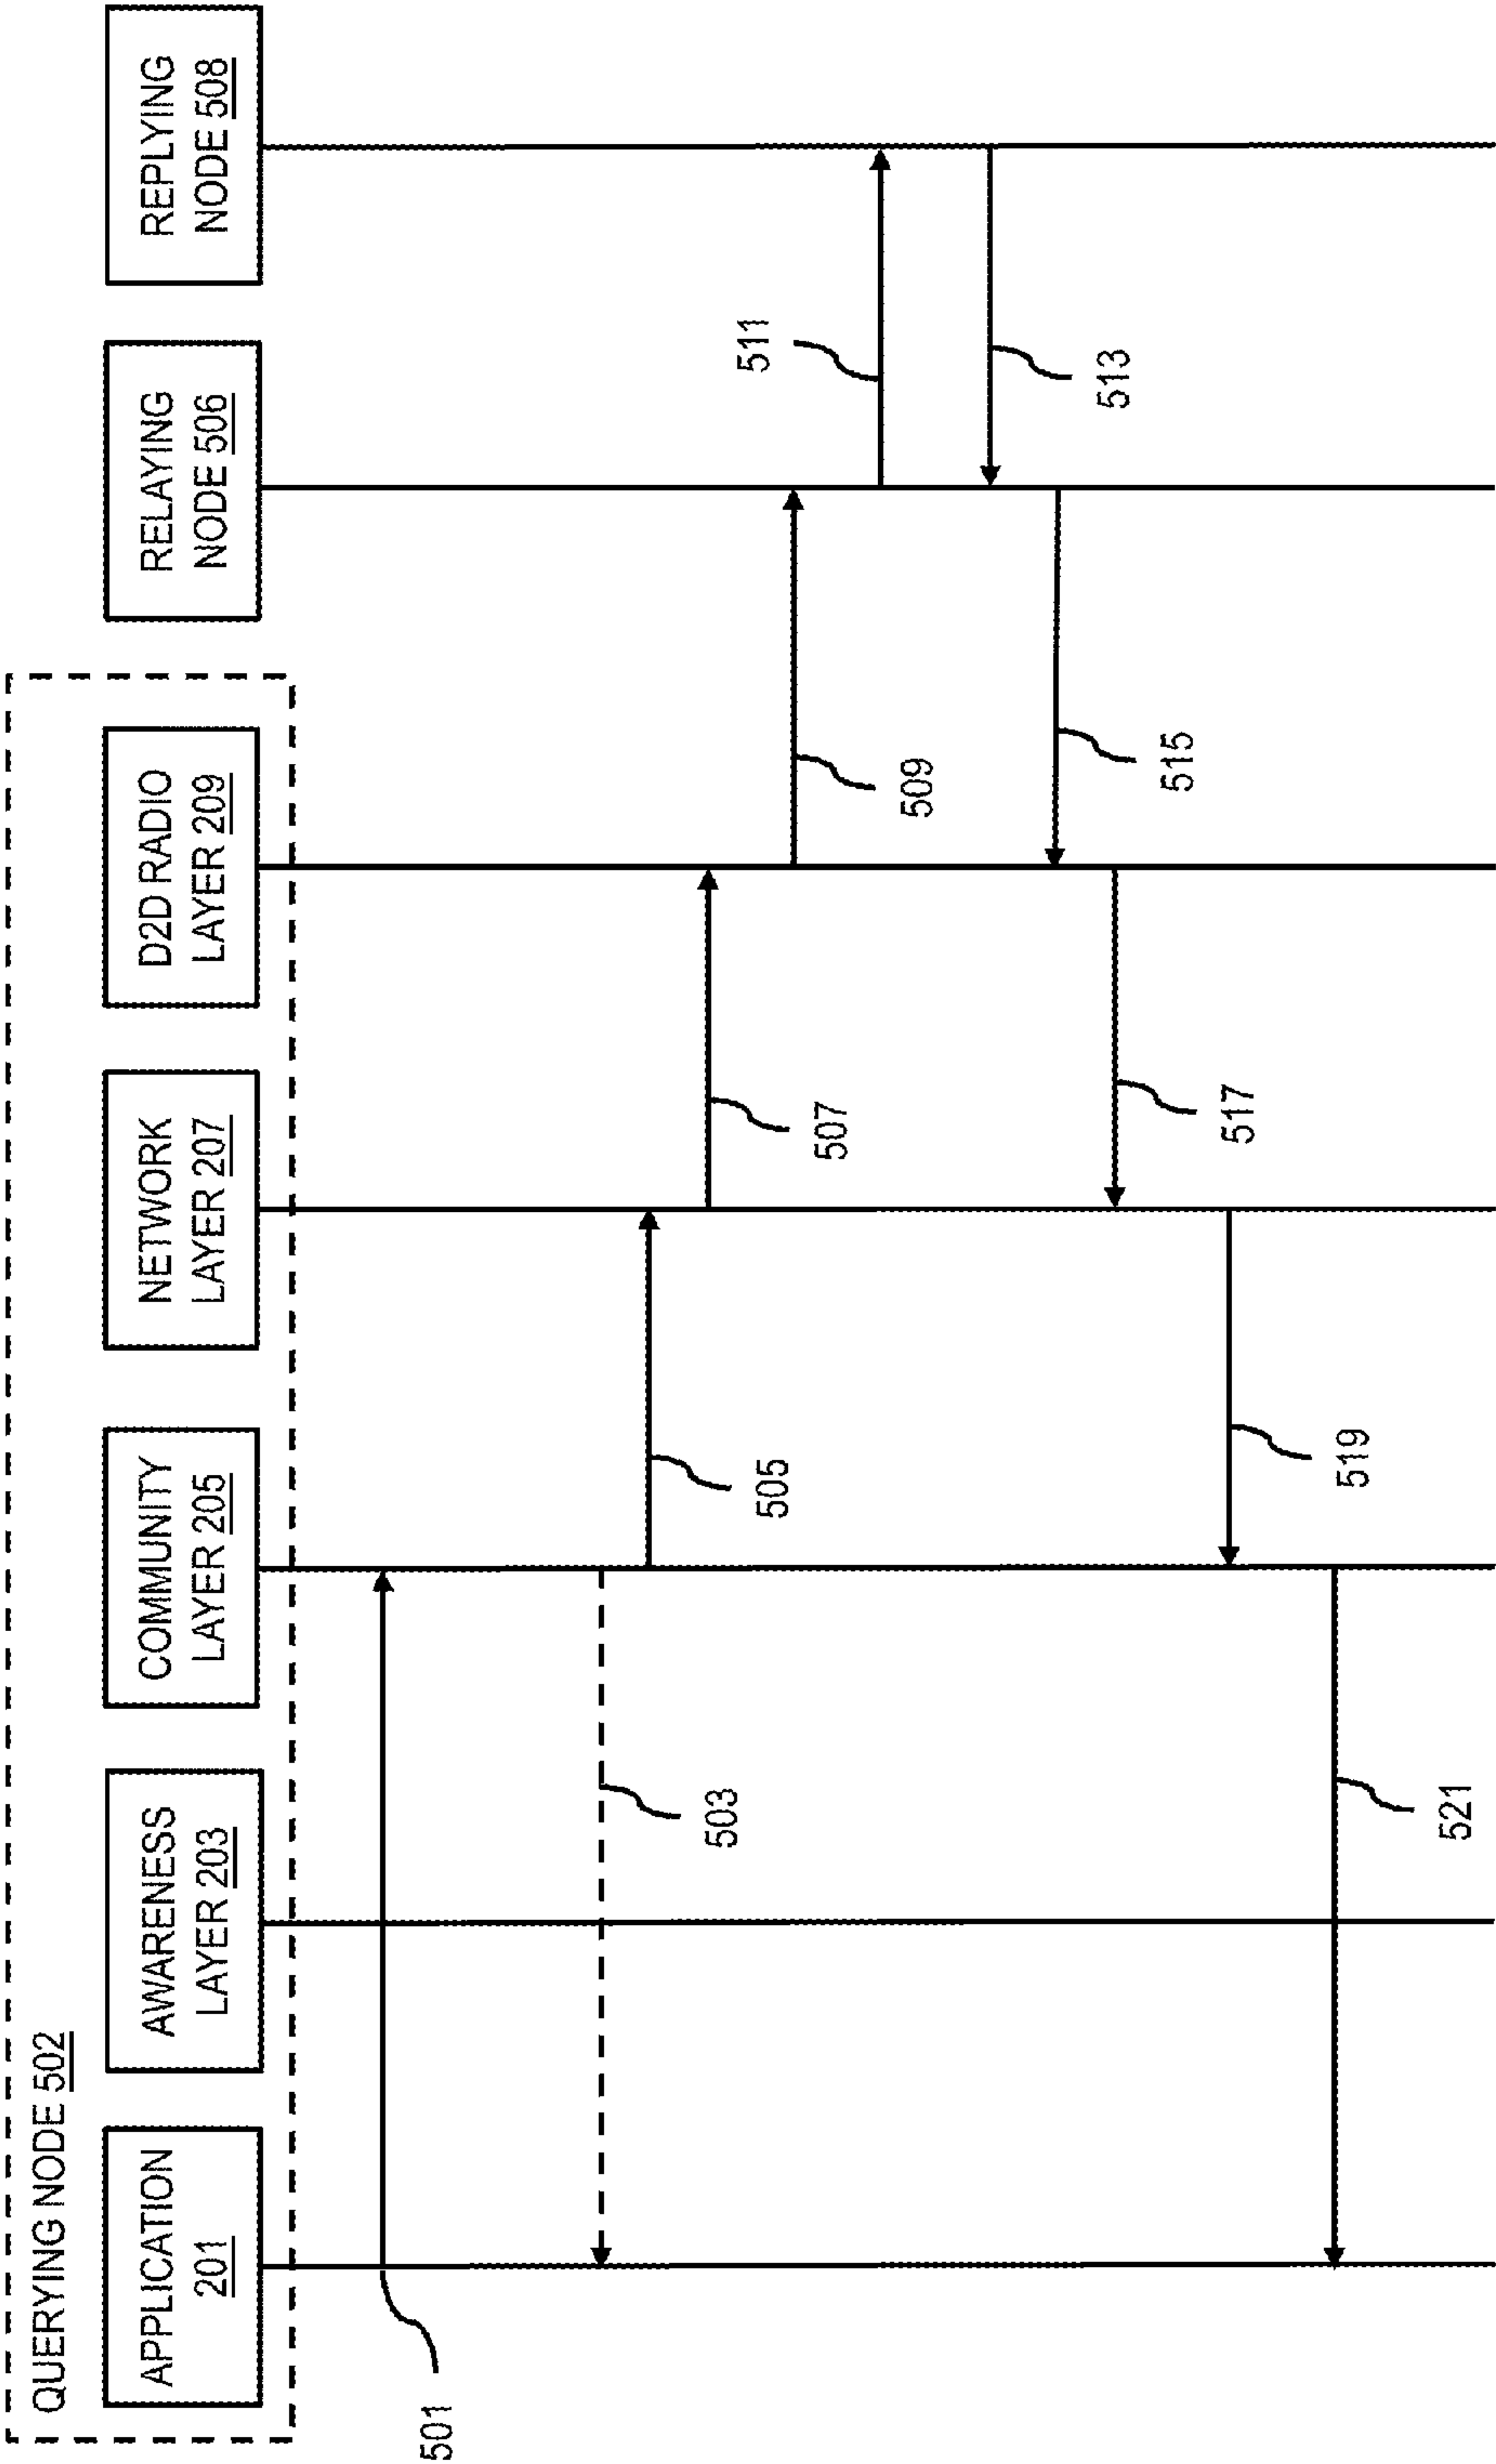 QUERYING NODE 502
APPLICATION
201
AWARENESS
LAYER 203
COMMUNITY
LAYER 205
NETWORK
LAYER 207
D2D RADIO
LAYER 209
RELAYING
NODE 506
REPLYING
NODE 508
501
503
505
507
509
511
513
515
517
519
521